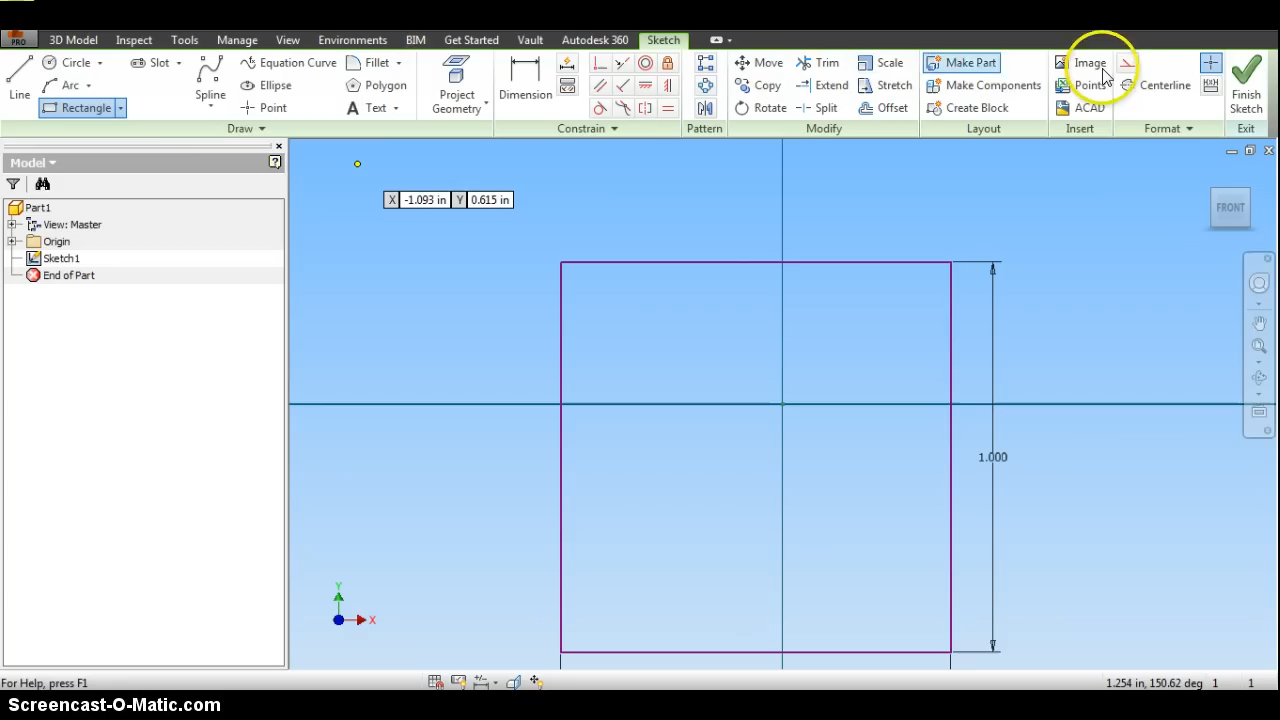 PRO
3D Model Inspect Tools Manage View Environments BIM Get Started Vault Autodesk 360 Sketch
Line Circle Arc Rectangle Slot Spline Equation Curve Ellipse Point Fillet Polygon Text
Project Geometry Dimension
Move Copy Rotate Trim Extend Split Scale Stretch Offset
Make Part Make Components Create Block
Image Points ACAD Centerline Finish Sketch
Draw Constrain Pattern Modify Layout Insert Format Exit
Model
Part1
View: Master
Origin
Sketch1
End of Part
X -1.093 in Y 0.615 in
FRONT
1.000
Y
X
For Help, press F1 1.254 in, 150.62 deg 1 1
Screencast-O-Matic.com